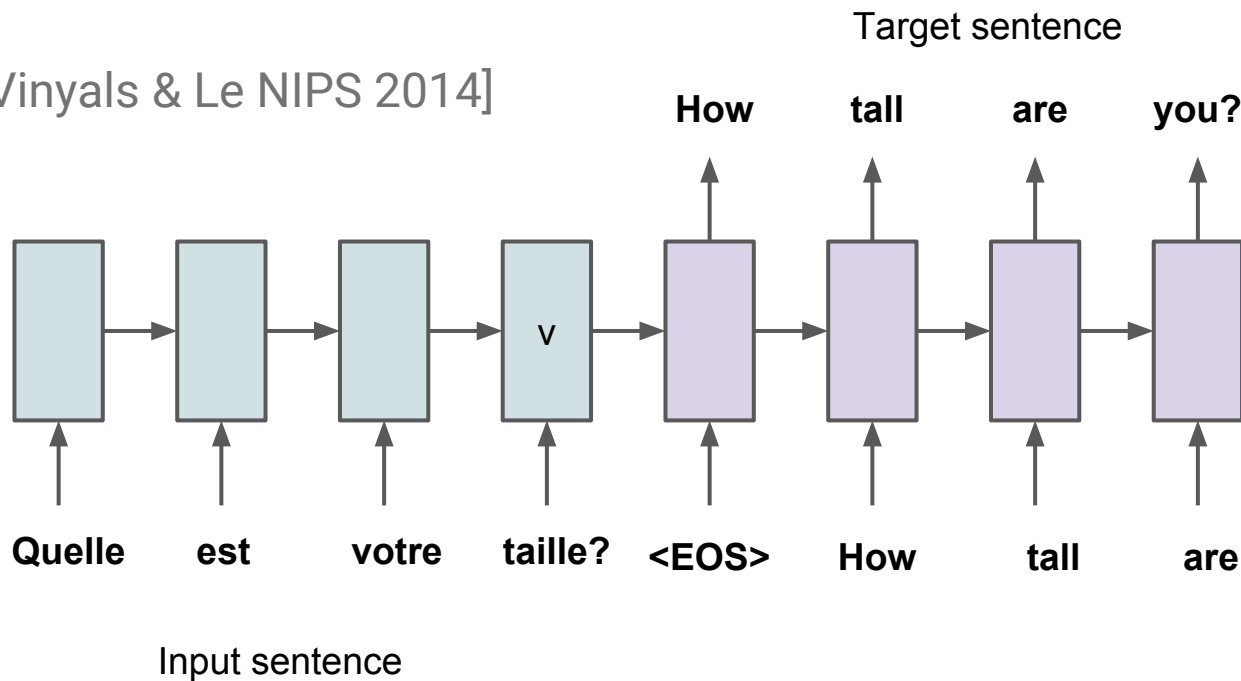 Target sentence
Vinyals & Le NIPS 2014]
How tall are you?
v
Quelle est votre taille? <EOS> How tall are
Input sentence